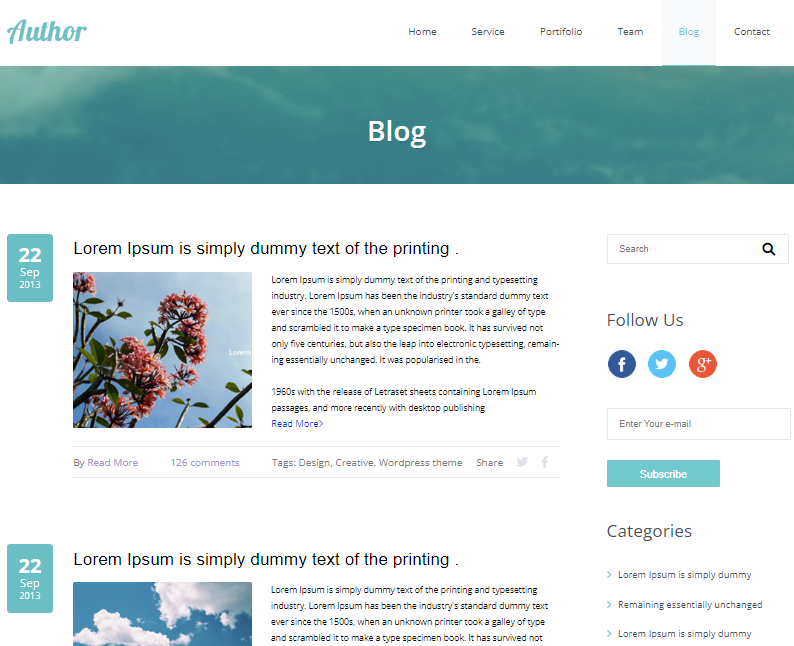 Author
Home Service Portifolio Team Blog Contact
Blog
22
Sep
2013
Lorem Ipsum is simply dummy text of the printing .
Lorem
Lorem Ipsum is simply dummy text of the printing and typesetting
industry. Lorem Ipsum has been the industry's standard dummy text
ever since the 1500s, when an unknown printer took a galley of type
and scrambled it to make a type specimen book. It has survived not
only five centuries, but also the leap into electronic typesetting, remain-
ing essentially unchanged. It was popularised in the.
1960s with the release of Letraset sheets containing Lorem Ipsum
passages, and more recently with desktop publishing
Read More>
By Read More 126 comments Tags: Design, Creative, Wordpress theme Share
22
Sep
2013
Lorem Ipsum is simply dummy text of the printing .
Lorem Ipsum is simply dummy text of the printing and typesetting
industry. Lorem Ipsum has been the industry's standard dummy text
ever since the 1500s, when an unknown printer took a galley of type
and scrambled it to make a type specimen book. It has survived not
Search
Follow Us
f g+
Enter Your e-mail
Subscribe
Categories
> Lorem Ipsum is simply dummy
> Remaining essentially unchanged
> Lorem Ipsum is simply dummy